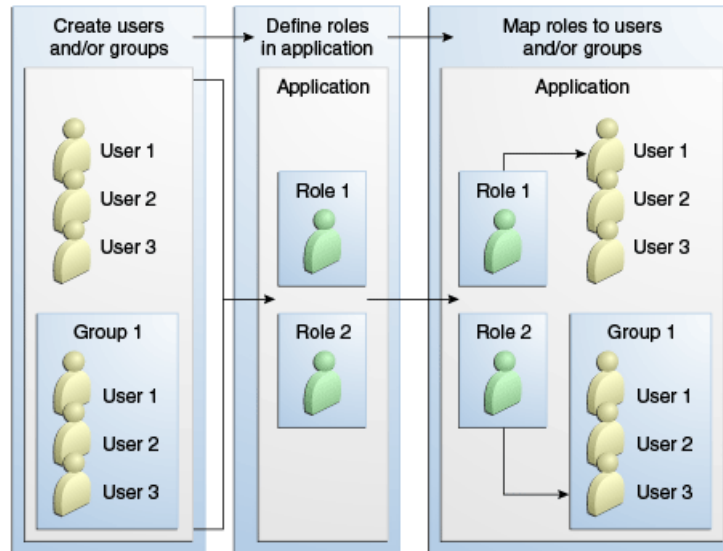 Create users
and/or groups
User 1
User 2
User 3
Group 1
User 1
User 2
User 3
Define roles
in application
Application
Role 1
Role 2
Map roles to users
and/or groups
Application
Role 1
User 1
User 2
User 3
Role 2
Group 1
User 1
User 2
User 3